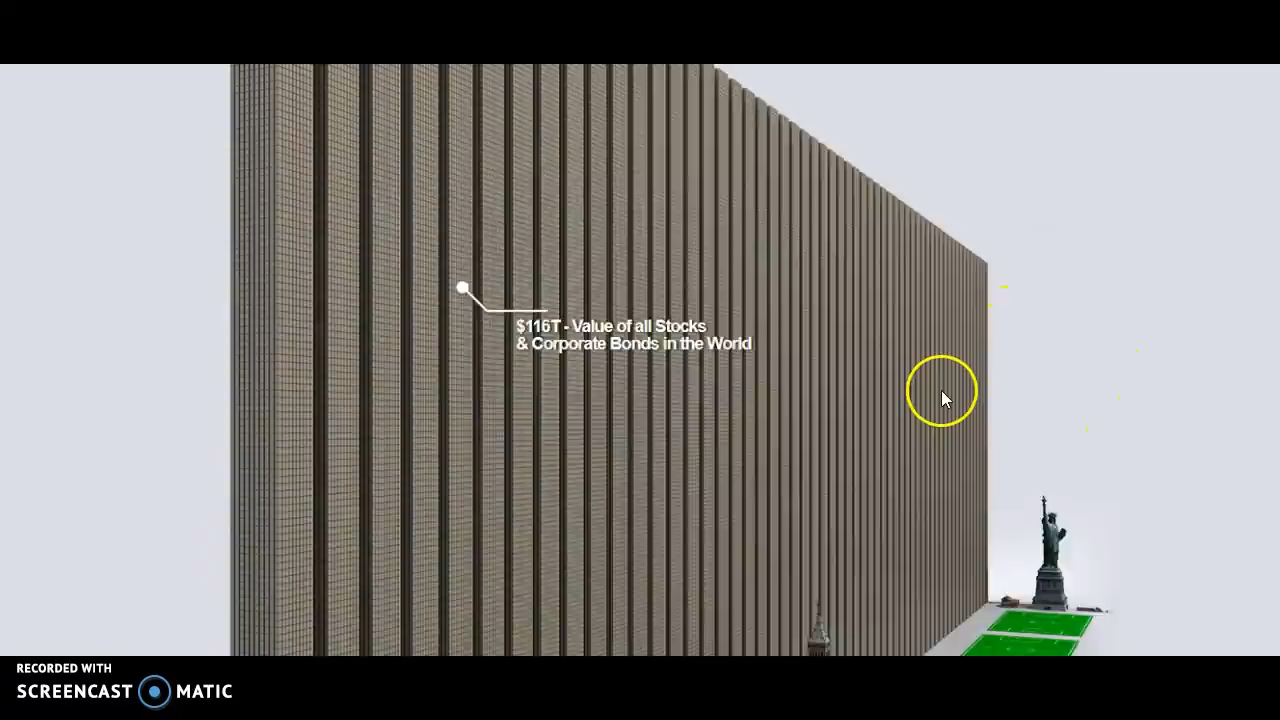 $116T - Value of all Stocks
& Corporate Bonds in the World
RECORDED WITH
SCREENCAST MATIC